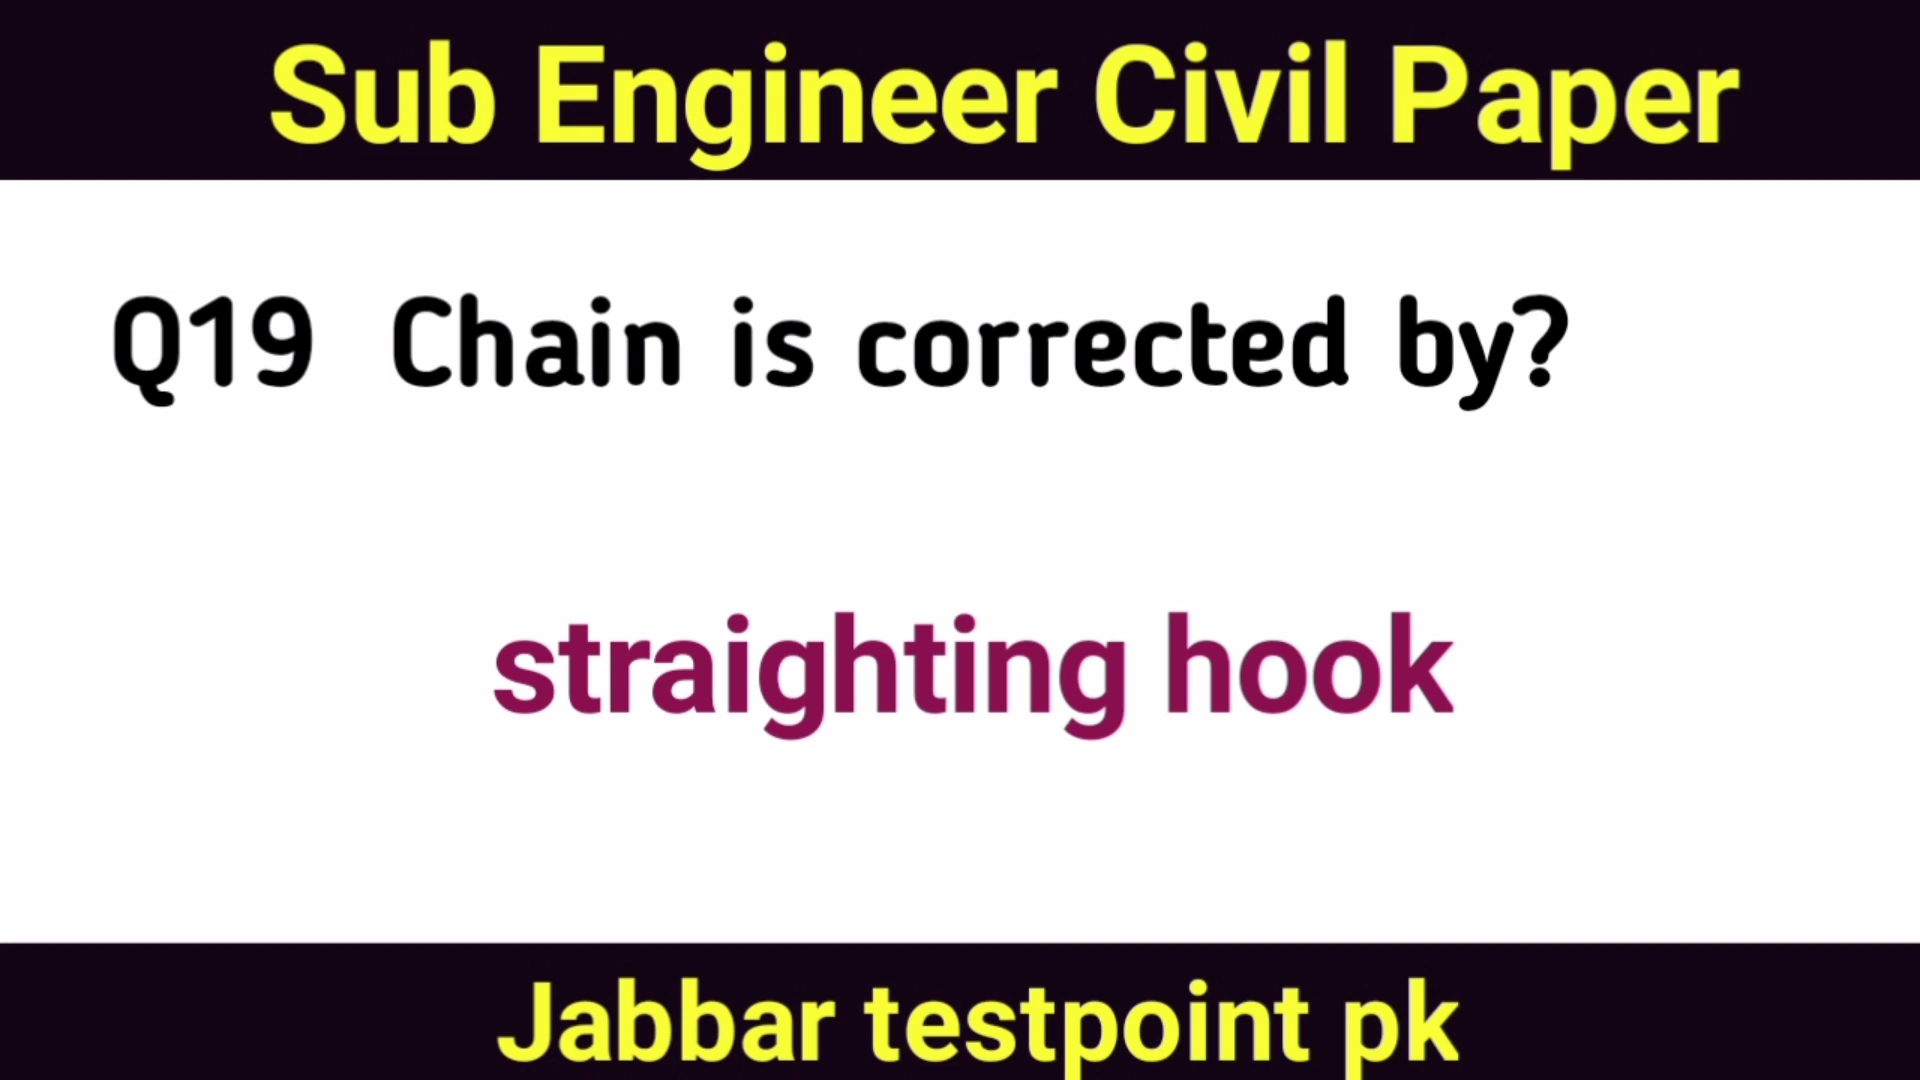 Sub Engineer Civil Paper
Q19 Chain is corrected by?
straighting hook
Jabbar testpoint pk